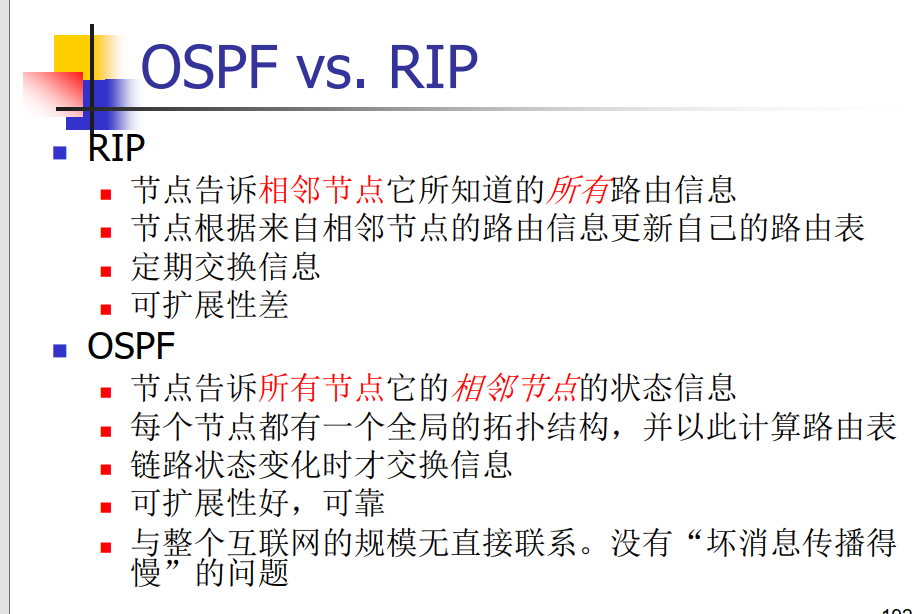 OSPF vs. RIP
RIP
节点告诉相邻节点它所知道的所有路由信息
节点根据来自相邻节点的路由信息更新自己的路由表
定期交换信息
可扩展性差
OSPF
节点告诉所有节点它的相邻节点的状态信息
每个节点都有一个全局的拓扑结构，并以此计算路由表
链路状态变化时才交换信息
可扩展性好，可靠
与整个互联网的规模无直接联系。没有“坏消息传播得
慢”的问题